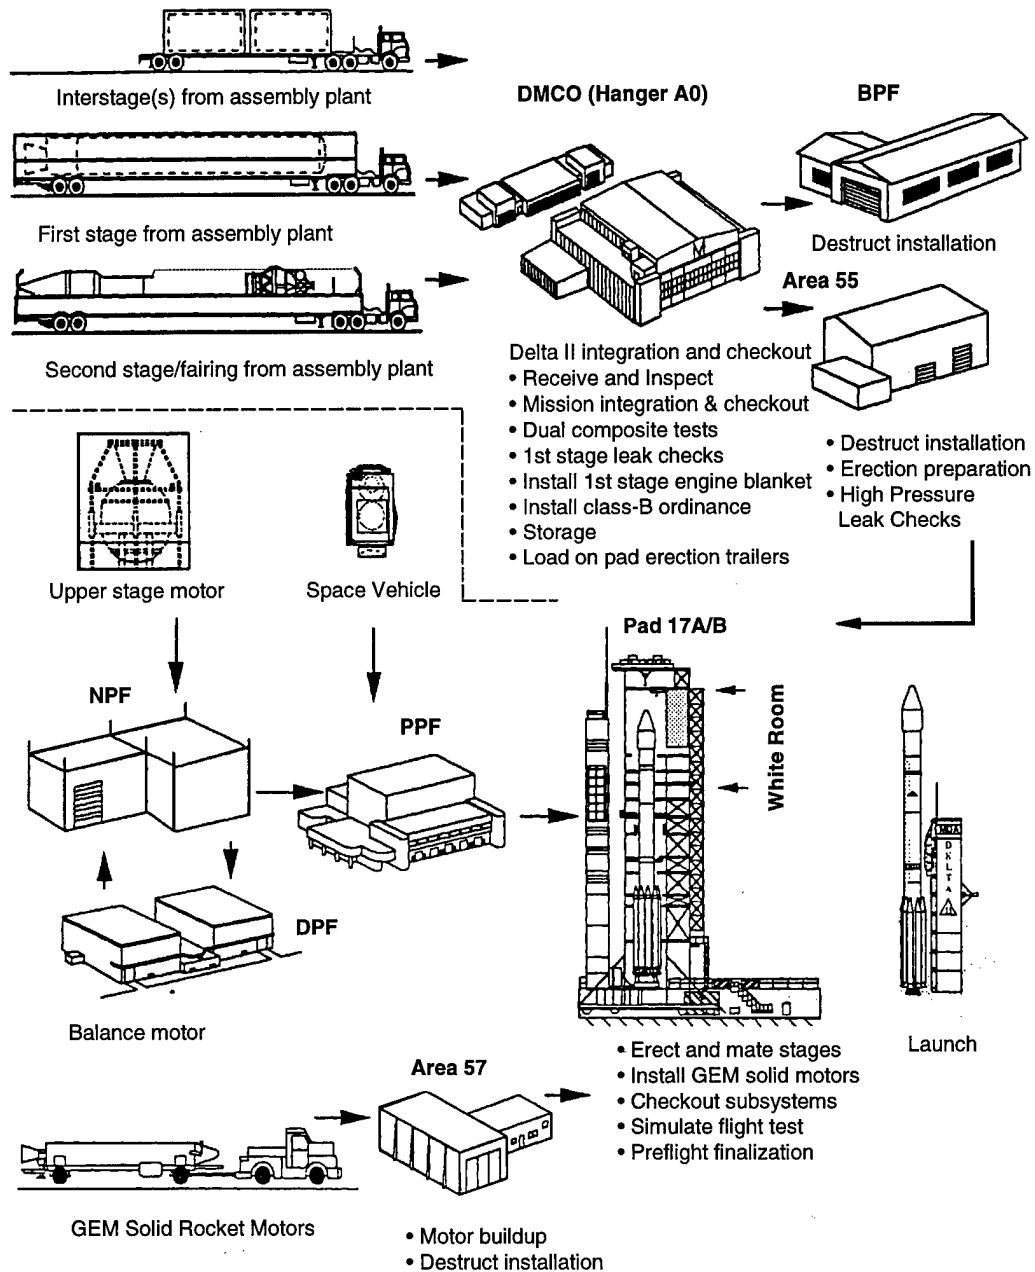 Interstage(s) from assembly plant
First stage from assembly plant
Second stage/fairing from assembly plant
DMCO (Hanger A0)
M
Delta II integration and checkout
• Receive and Inspect
• Mission integration & checkout
• Dual composite tests
• 1st stage leak checks
• Install 1st stage engine blanket
• Install class-B ordinance
• Storage
• Load on pad erection trailers
BPF
Destruct installation
Area 55
• Destruct installation
• Erection preparation
• High Pressure
Leak Checks
Upper stage motor
Space Vehicle
NPF
PPF
DPF
Balance motor
Pad 17A/B
White Room
• Erect and mate stages
• Install GEM solid motors
• Checkout subsystems
• Simulate flight test
• Preflight finalization
MDA
DELTA
II
Launch
Area 57
GEM Solid Rocket Motors
• Motor buildup
• Destruct installation